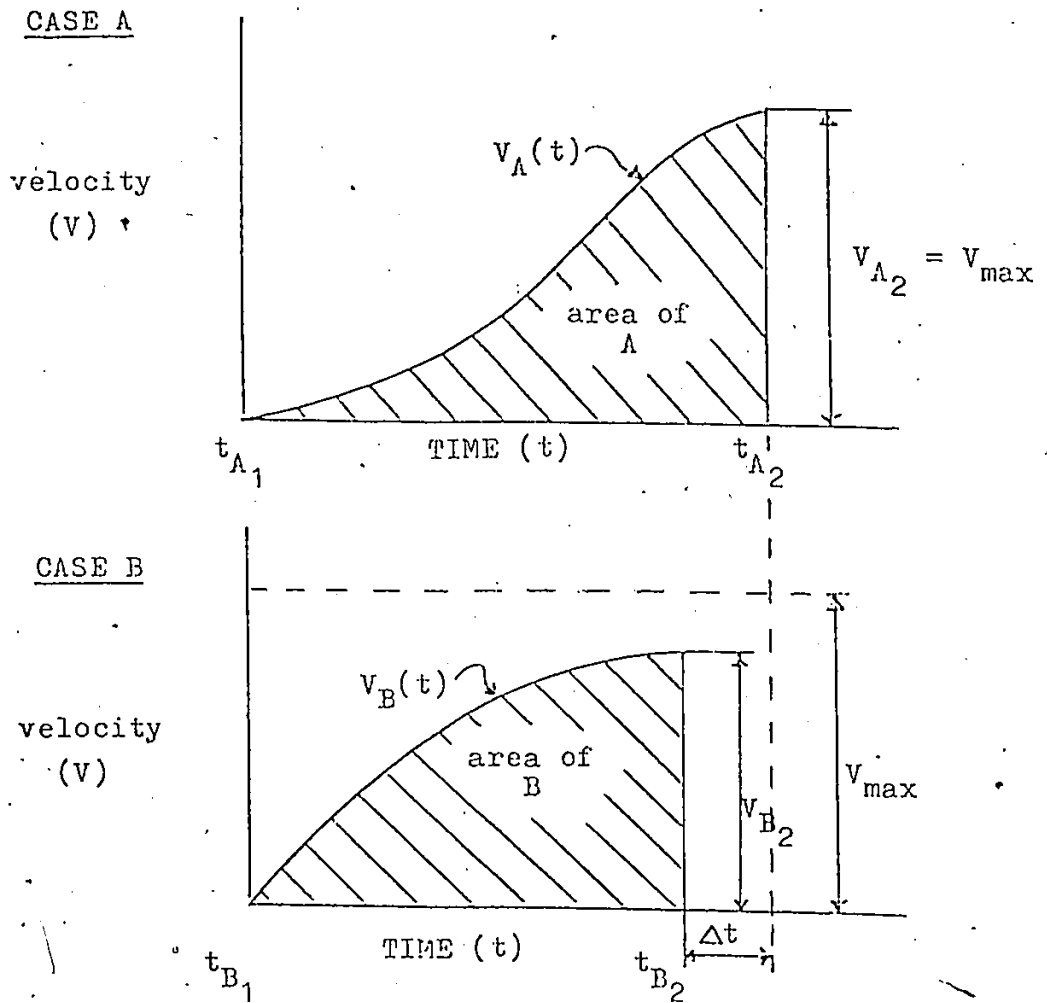 CASE A
velocity
(V)
V_A(t)
V_A2 = V_max
area of
A
t_A1
TIME (t)
t_A2
CASE B
velocity
(V)
V_B(t)
area of
B
V_B2
V_max
t_B1
TIME (t)
t_B2
Δt